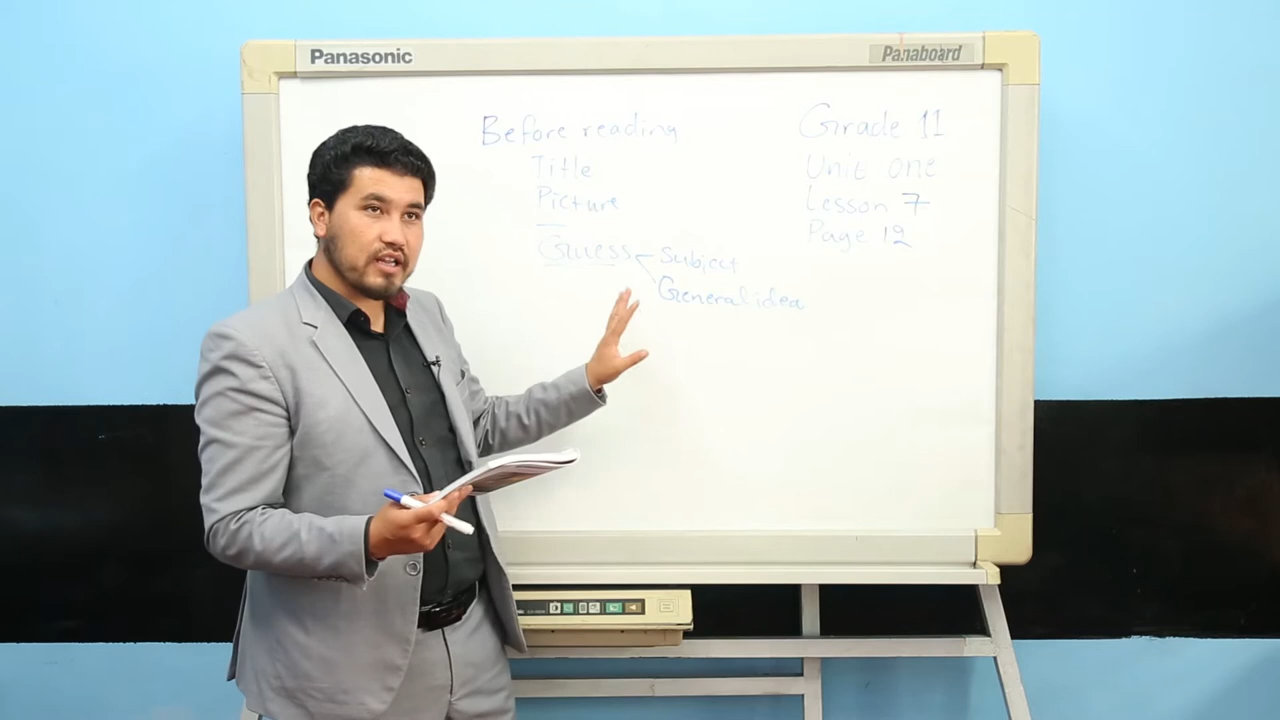 Panasonic
Panaboard
Before reading
Title
Picture
Guess
Subject
General idea
Grade 11
Unit one
Lesson 7
Page 12